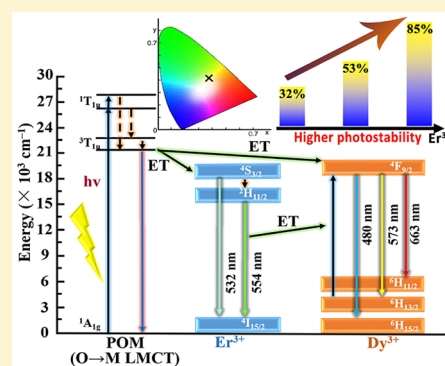 y
0.7
0.7
x
32%
53%
85%
Higher photostability
Er³⁺
Energy (× 10³ cm⁻¹)
30
27
24
21
18
15
12
9
6
3
0
¹T₁g
³T₁g
hν
¹A₁g
ET
ET
ET
⁴S₃/₂
²H₁₁/₂
⁴I₁₅/₂
532 nm
554 nm
⁴F₉/₂
480 nm
573 nm
663 nm
⁶H₁₁/₂
⁶H₁₃/₂
⁶H₁₅/₂
POM
(O→M LMCT)
Er³⁺
Dy³⁺